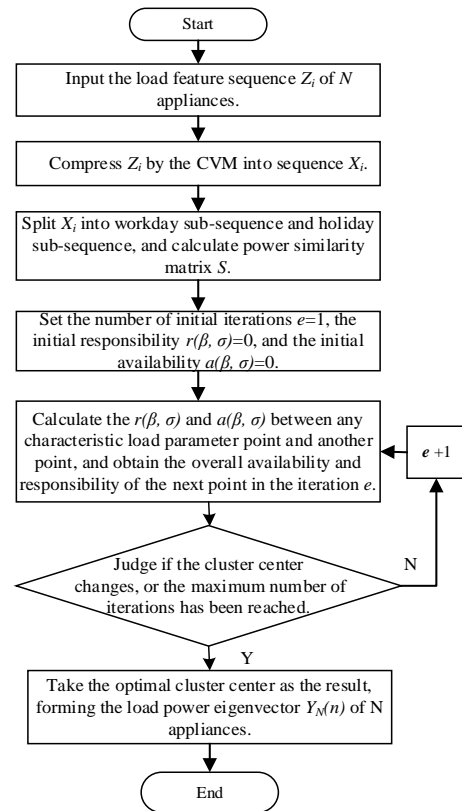 Start
Input the load feature sequence Zi of N
appliances.
Compress Zi by the CVM into sequence Xi.
Split Xi into workday sub-sequence and holiday
sub-sequence, and calculate power similarity
matrix S.
Set the number of initial iterations e=1, the
initial responsibility r(β, σ)=0, and the initial
availability a(β, σ)=0.
Calculate the r(β, σ) and a(β, σ) between any
characteristic load parameter point and another
point, and obtain the overall availability and
responsibility of the next point in the iteration e.
e +1
Judge if the cluster center
changes, or the maximum number of
iterations has been reached.
N
Y
Take the optimal cluster center as the result,
forming the load power eigenvector YN(n) of N
appliances.
End